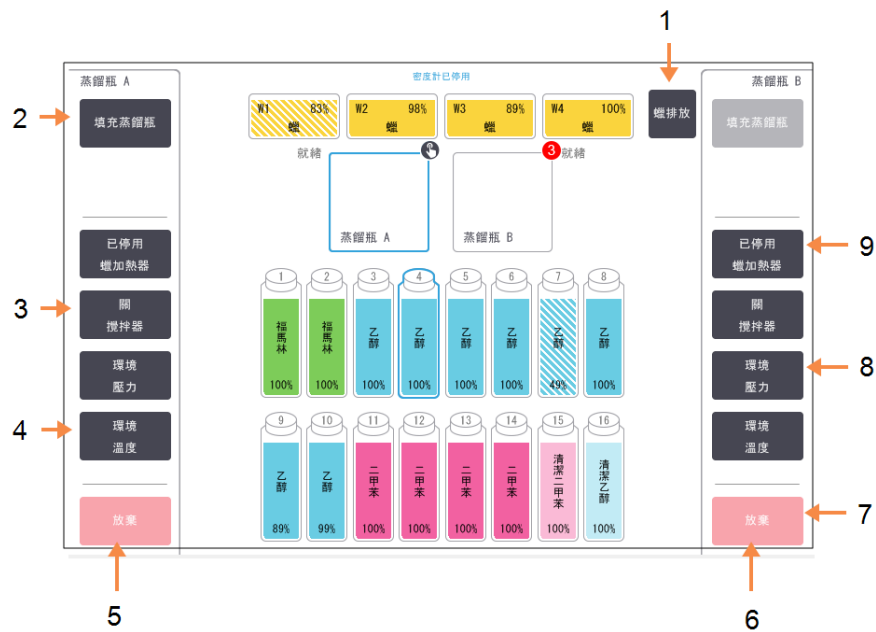 1
蒸餾瓶 A
密度計已停用
蒸餾瓶 B
2
填充蒸餾瓶
W1 83%
蠟
W2 98%
蠟
W3 89%
蠟
W4 100%
蠟
蠟排放
填充蒸餾瓶
就緒
3
就緒
蒸餾瓶 A
蒸餾瓶 B
已停用
蠟加熱器
已停用
蠟加熱器
9
3
關
攪拌器
關
攪拌器
環境
壓力
環境
壓力
8
4
環境
溫度
環境
溫度
1
福馬林
100%
2
福馬林
100%
3
乙醇
100%
4
乙醇
100%
5
乙醇
100%
6
乙醇
100%
7
乙醇
49%
8
乙醇
100%
9
乙醇
89%
10
乙醇
99%
11
二甲苯
100%
12
二甲苯
100%
13
二甲苯
100%
14
二甲苯
100%
15
清潔二甲苯
100%
16
清潔乙醇
100%
放棄
放棄
7
5
6